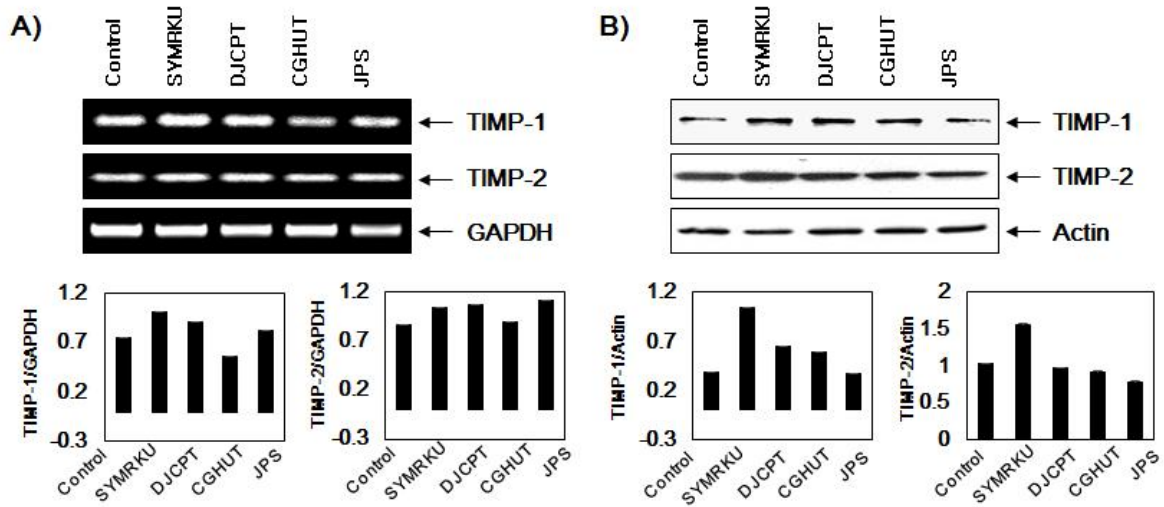 A)
Control
SYMRKU
DJCPT
CGHUT
JPS
TIMP-1
TIMP-2
GAPDH
TIMP-1/GAPDH
1.2
0.7
0.2
-0.3
Control
SYMRKU
DJCPT
CGHUT
JPS
TIMP-2/GAPDH
1.2
0.7
0.2
-0.3
Control
SYMRKU
DJCPT
CGHUT
JPS
B)
Control
SYMRKU
DJCPT
CGHUT
JPS
TIMP-1
TIMP-2
Actin
TIMP-1/Actin
1.2
0.7
0.2
-0.3
Control
SYMRKU
DJCPT
CGHUT
JPS
TIMP-2/Actin
2
1.5
1
0.5
0
Control
SYMRKU
DJCPT
CGHUT
JPS